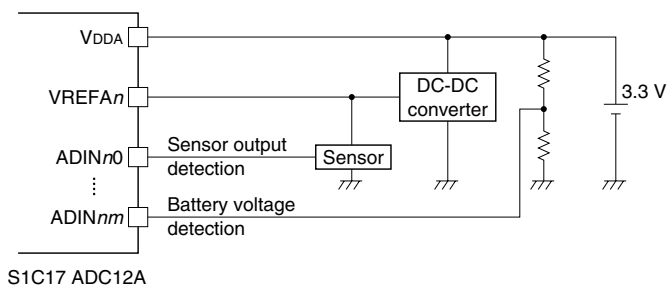 VDDA
VREFAn
DC-DC
converter
3.3 V
ADINn0
Sensor output
detection
Sensor
ADINnm
Battery voltage
detection
S1C17 ADC12A